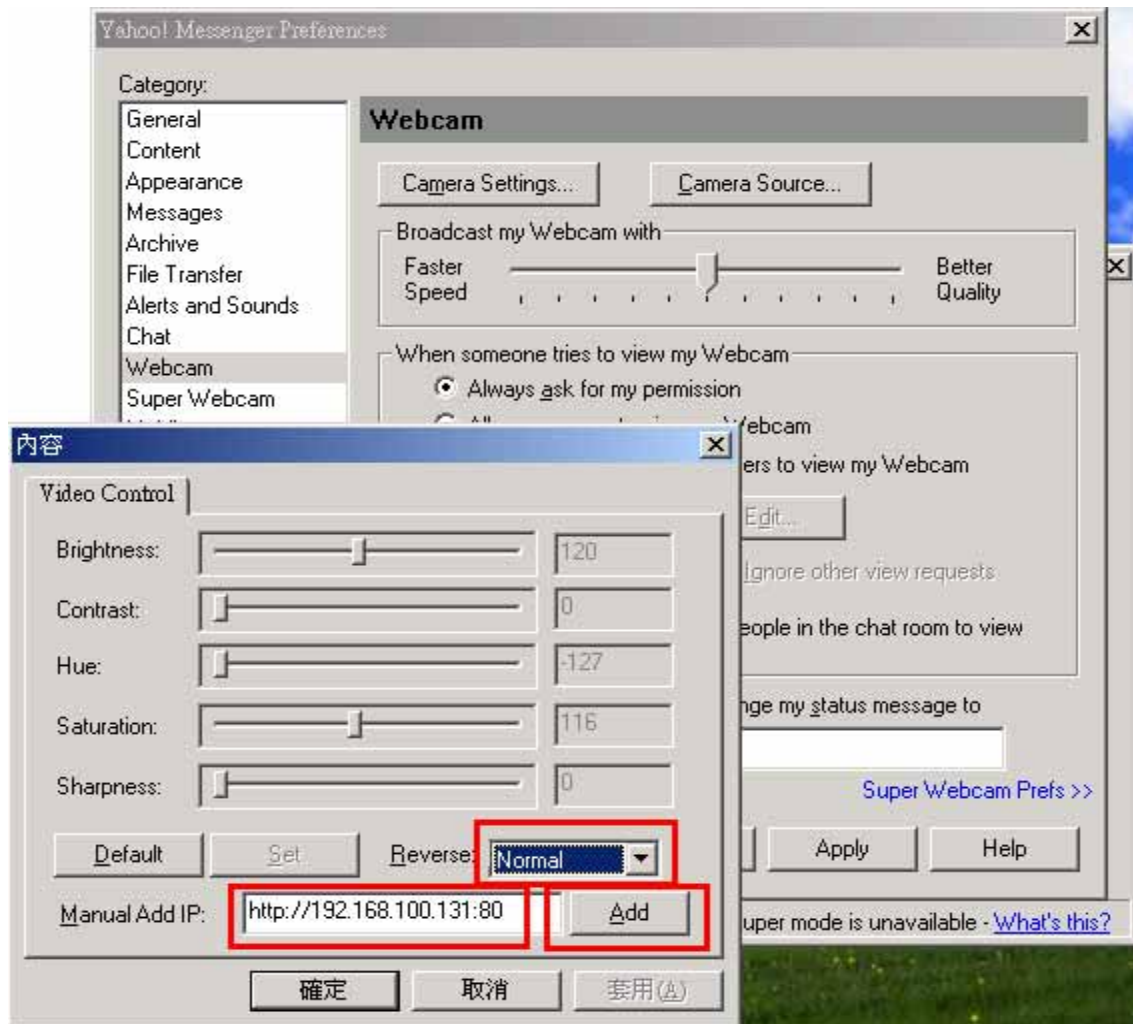 Yahoo! Messenger Preferences
Category:
General
Content
Appearance
Messages
Archive
File Transfer
Alerts and Sounds
Chat
Webcam
Super Webcam
Webcam
Camera Settings...
Camera Source...
Broadcast my Webcam with
Faster Speed
Better Quality
When someone tries to view my Webcam
Always ask for my permission
Webcam
ers to view my Webcam
Edit...
Ignore other view requests
eople in the chat room to view
nge my status message to
Super Webcam Prefs >>
Apply
Help
uper mode is unavailable - What's this?
內容
Video Control
Brightness: 120
Contrast: 0
Hue: -127
Saturation: 116
Sharpness: 0
Default
Set
Reverse: Normal
Manual Add IP: http://192.168.100.131:80 Add
確定
取消
套用(A)